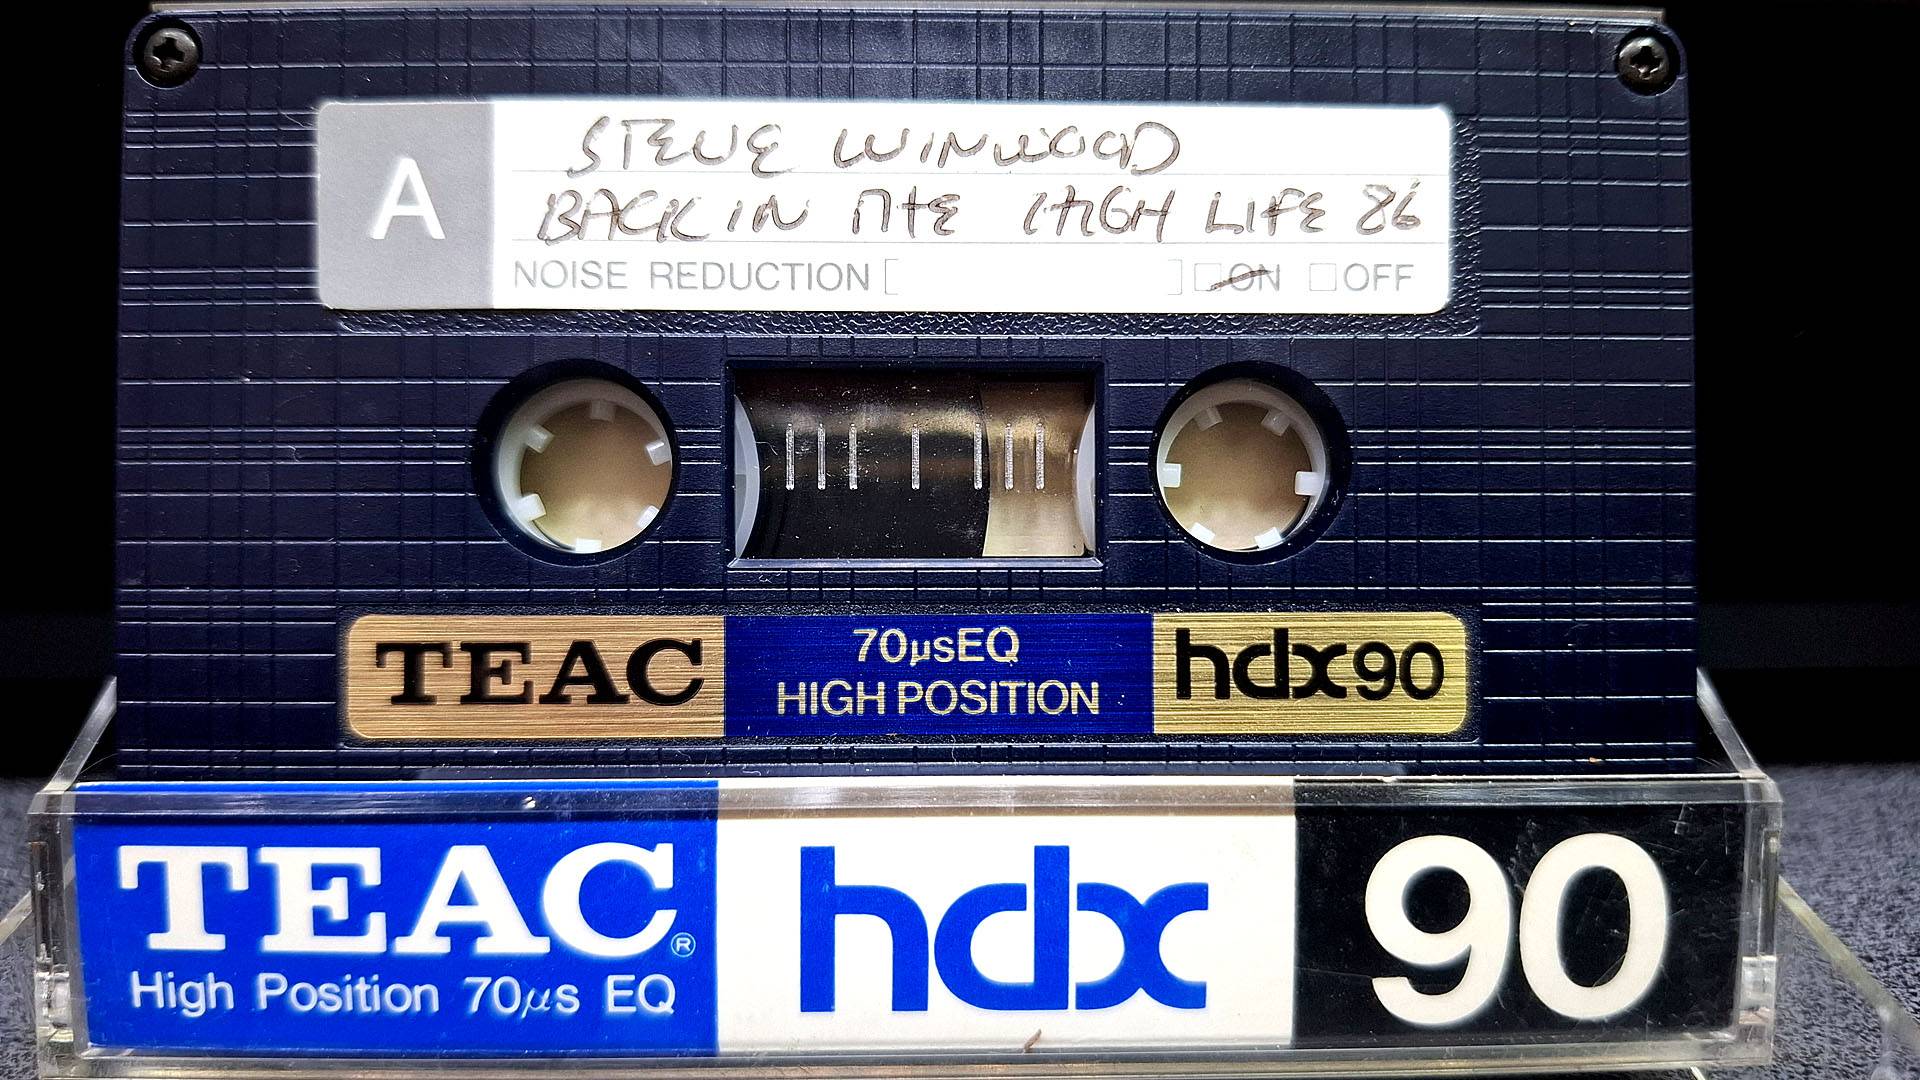 A
STEVE WINWOOD
BACK IN THE HIGH LIFE 86
NOISE REDUCTION [ ] ☐ON ☐OFF
TEAC
70µsEQ
HIGH POSITION
hdx90
TEAC®
High Position 70µs EQ
hdx
90